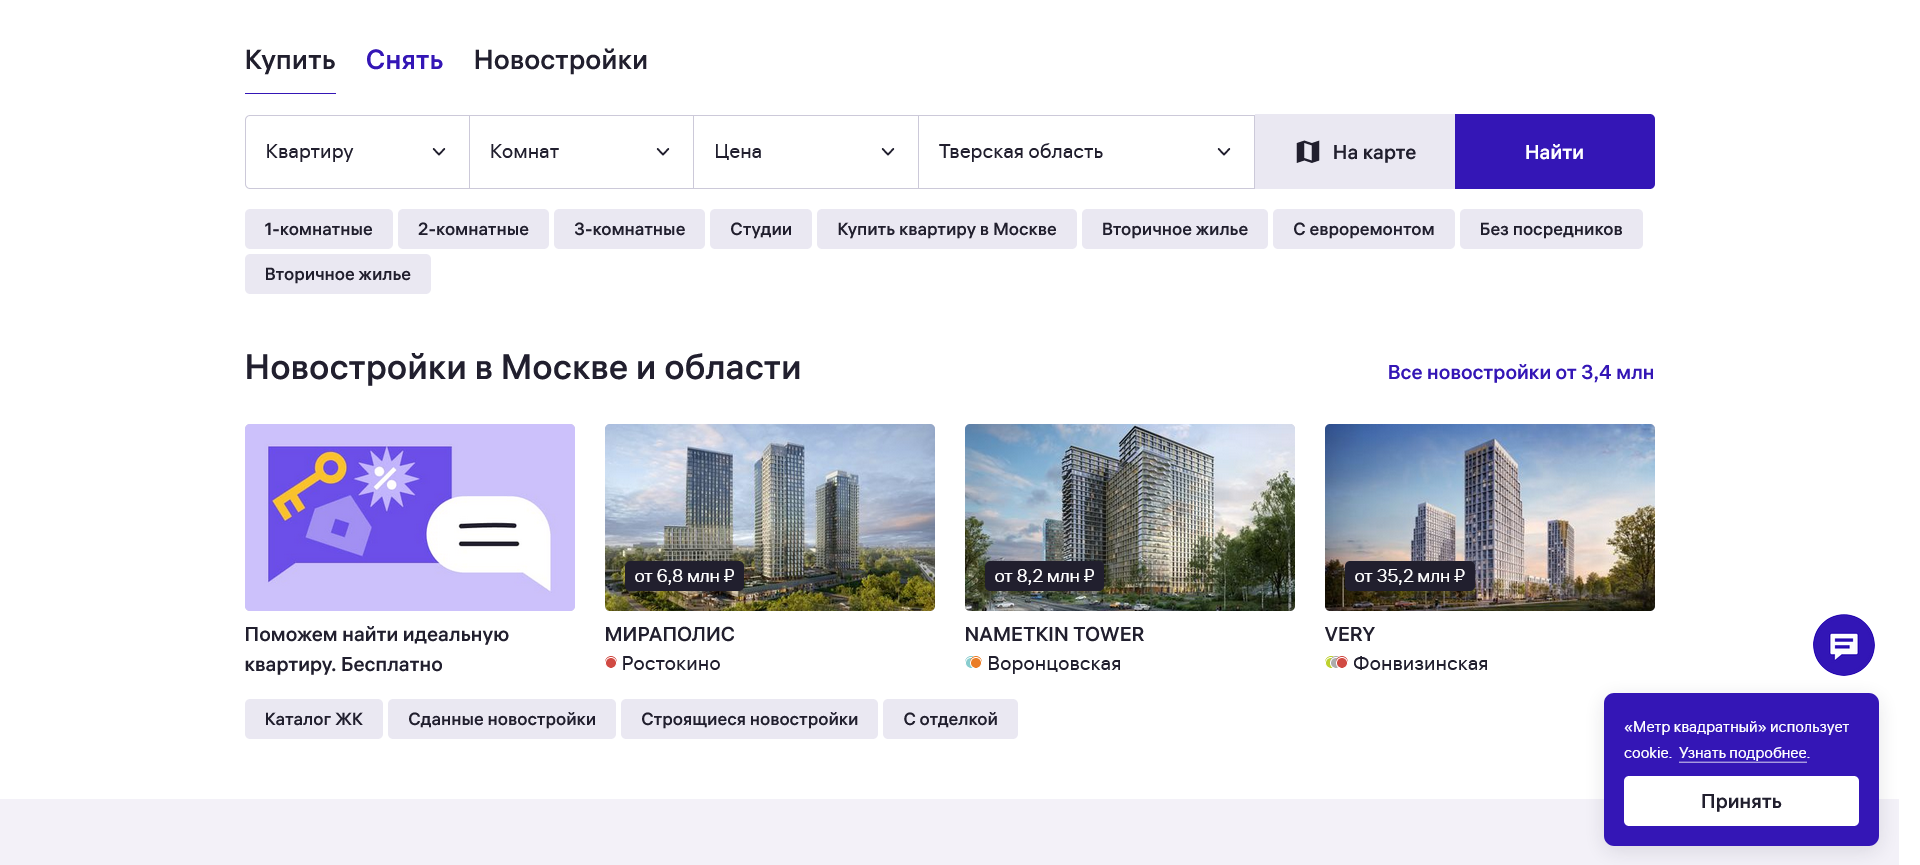 Купить Снять Новостройки
Квартиру Комнат Цена Тверская область На карте Найти
1-комнатные 2-комнатные 3-комнатные Студии Купить квартиру в Москве Вторичное жилье С евроремонтом Без посредников
Вторичное жилье
Новостройки в Москве и области
Все новостройки от 3,4 млн
от 6,8 млн ₽ от 8,2 млн ₽ от 35,2 млн ₽
Поможем найти идеальную
квартиру. Бесплатно
МИРАПОЛИС
Ростокино
NAMETKIN TOWER
Воронцовская
VERY
Фонвизинская
Каталог ЖК Сданные новостройки Строящиеся новостройки С отделкой
«Метр квадратный» использует
cookie. Узнать подробнее.
Принять